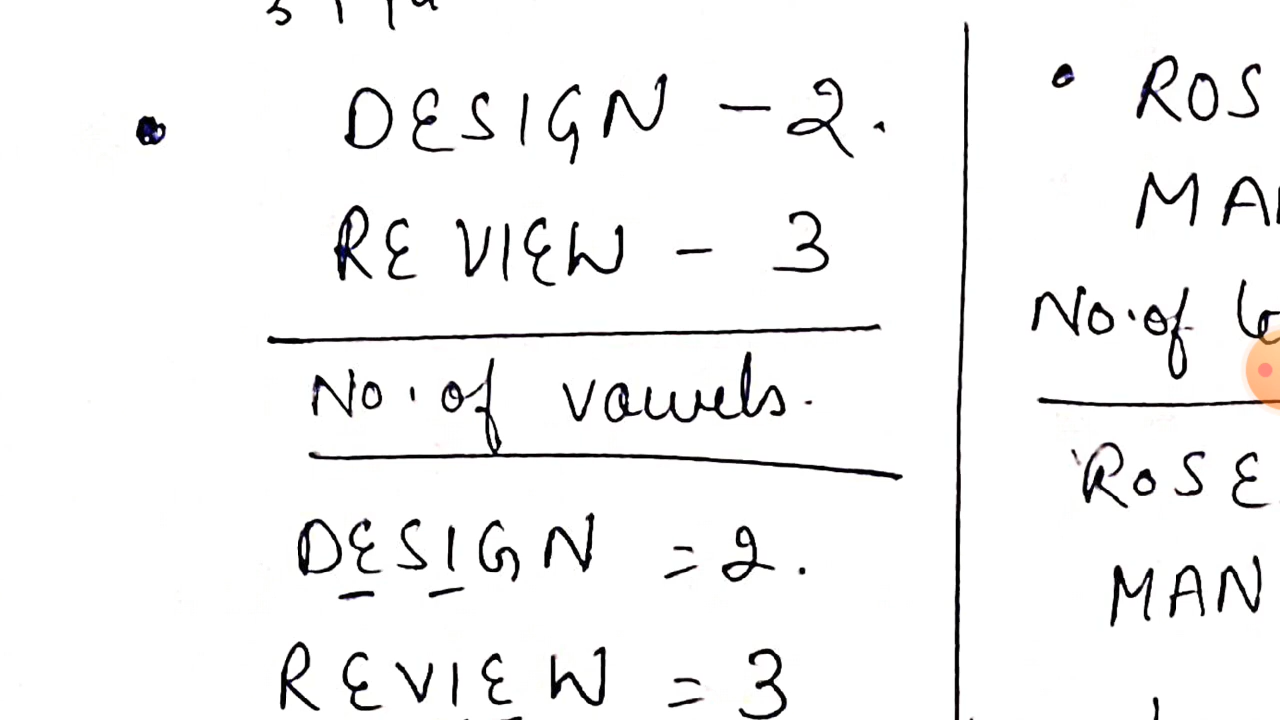 DESIGN - 2.
REVIEW - 3
No. of vowels.
DESIGN = 2.
REVIEW = 3
ROS
MA
No. of
ROSE
MAN